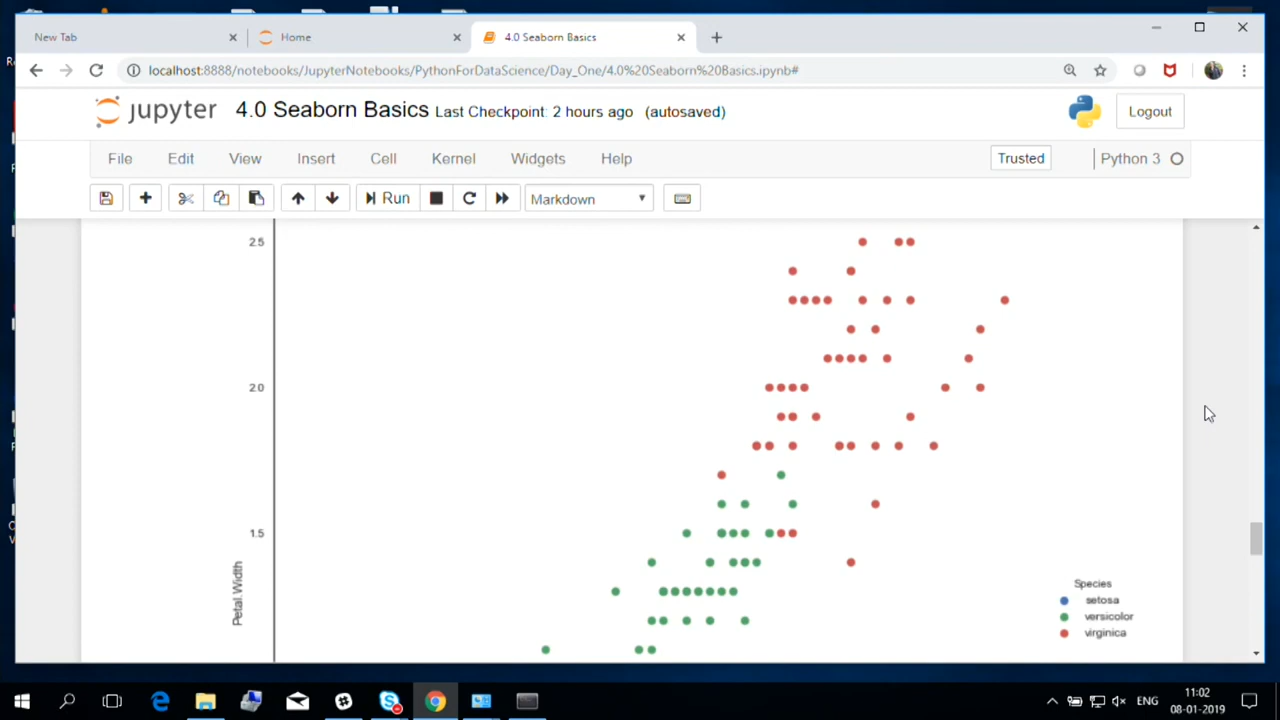 New Tab
Home
4.0 Seaborn Basics
localhost:8888/notebooks/JupyterNotebooks/PythonForDataScience/Day_One/4.0%20Seaborn%20Basics.ipynb#
jupyter 4.0 Seaborn Basics Last Checkpoint: 2 hours ago (autosaved)
Logout
File Edit View Insert Cell Kernel Widgets Help
Trusted
Python 3
Run
Markdown
2.5
2.0
1.5
Petal.Width
Species
setosa
versicolor
virginica
ENG
11:02
08-01-2019